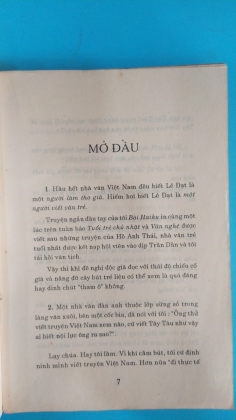 MỞ ĐẦU
1. Hầu hết nhà văn Việt Nam đều biết Lê Đạt là
một người làm thơ già. Hiếm hơi biết Lê Đạt là một
người viết văn trẻ.
Truyện ngắn đầu tay của tôi Bài Haiku in cùng một
lúc trên tuần báo Tuổi trẻ chủ nhật và Văn nghệ được
viết sau những truyện của Hồ Anh Thái, nhà văn trẻ
tuổi nhất được kết nạp hội viên vào dịp Trần Dần và tôi
tái hồi văn tịch.
Vậy thì khi đề nghị độc giả đọc với thái độ chiếu cố
già và nâng đỡ cây bút trẻ liệu có thể xem là quá đáng
hay dính chút "tham ô" không.
2. Một nhà văn đàn anh thuộc lớp sừng sỏ trong
làng văn xuôi, bên một cốc bia, đã nói với tôi : "Ông thử
viết truyện Việt Nam xem nào, cứ viết Tây Tàu như vậy
ai biết nội lực ông ra sao?".
Lạy chưa. Hay tôi lầm. Vì khi cầm bút, tôi cứ đinh
ninh mình viết truyện Việt Nam. Hơn nữa "đi thực tế
7